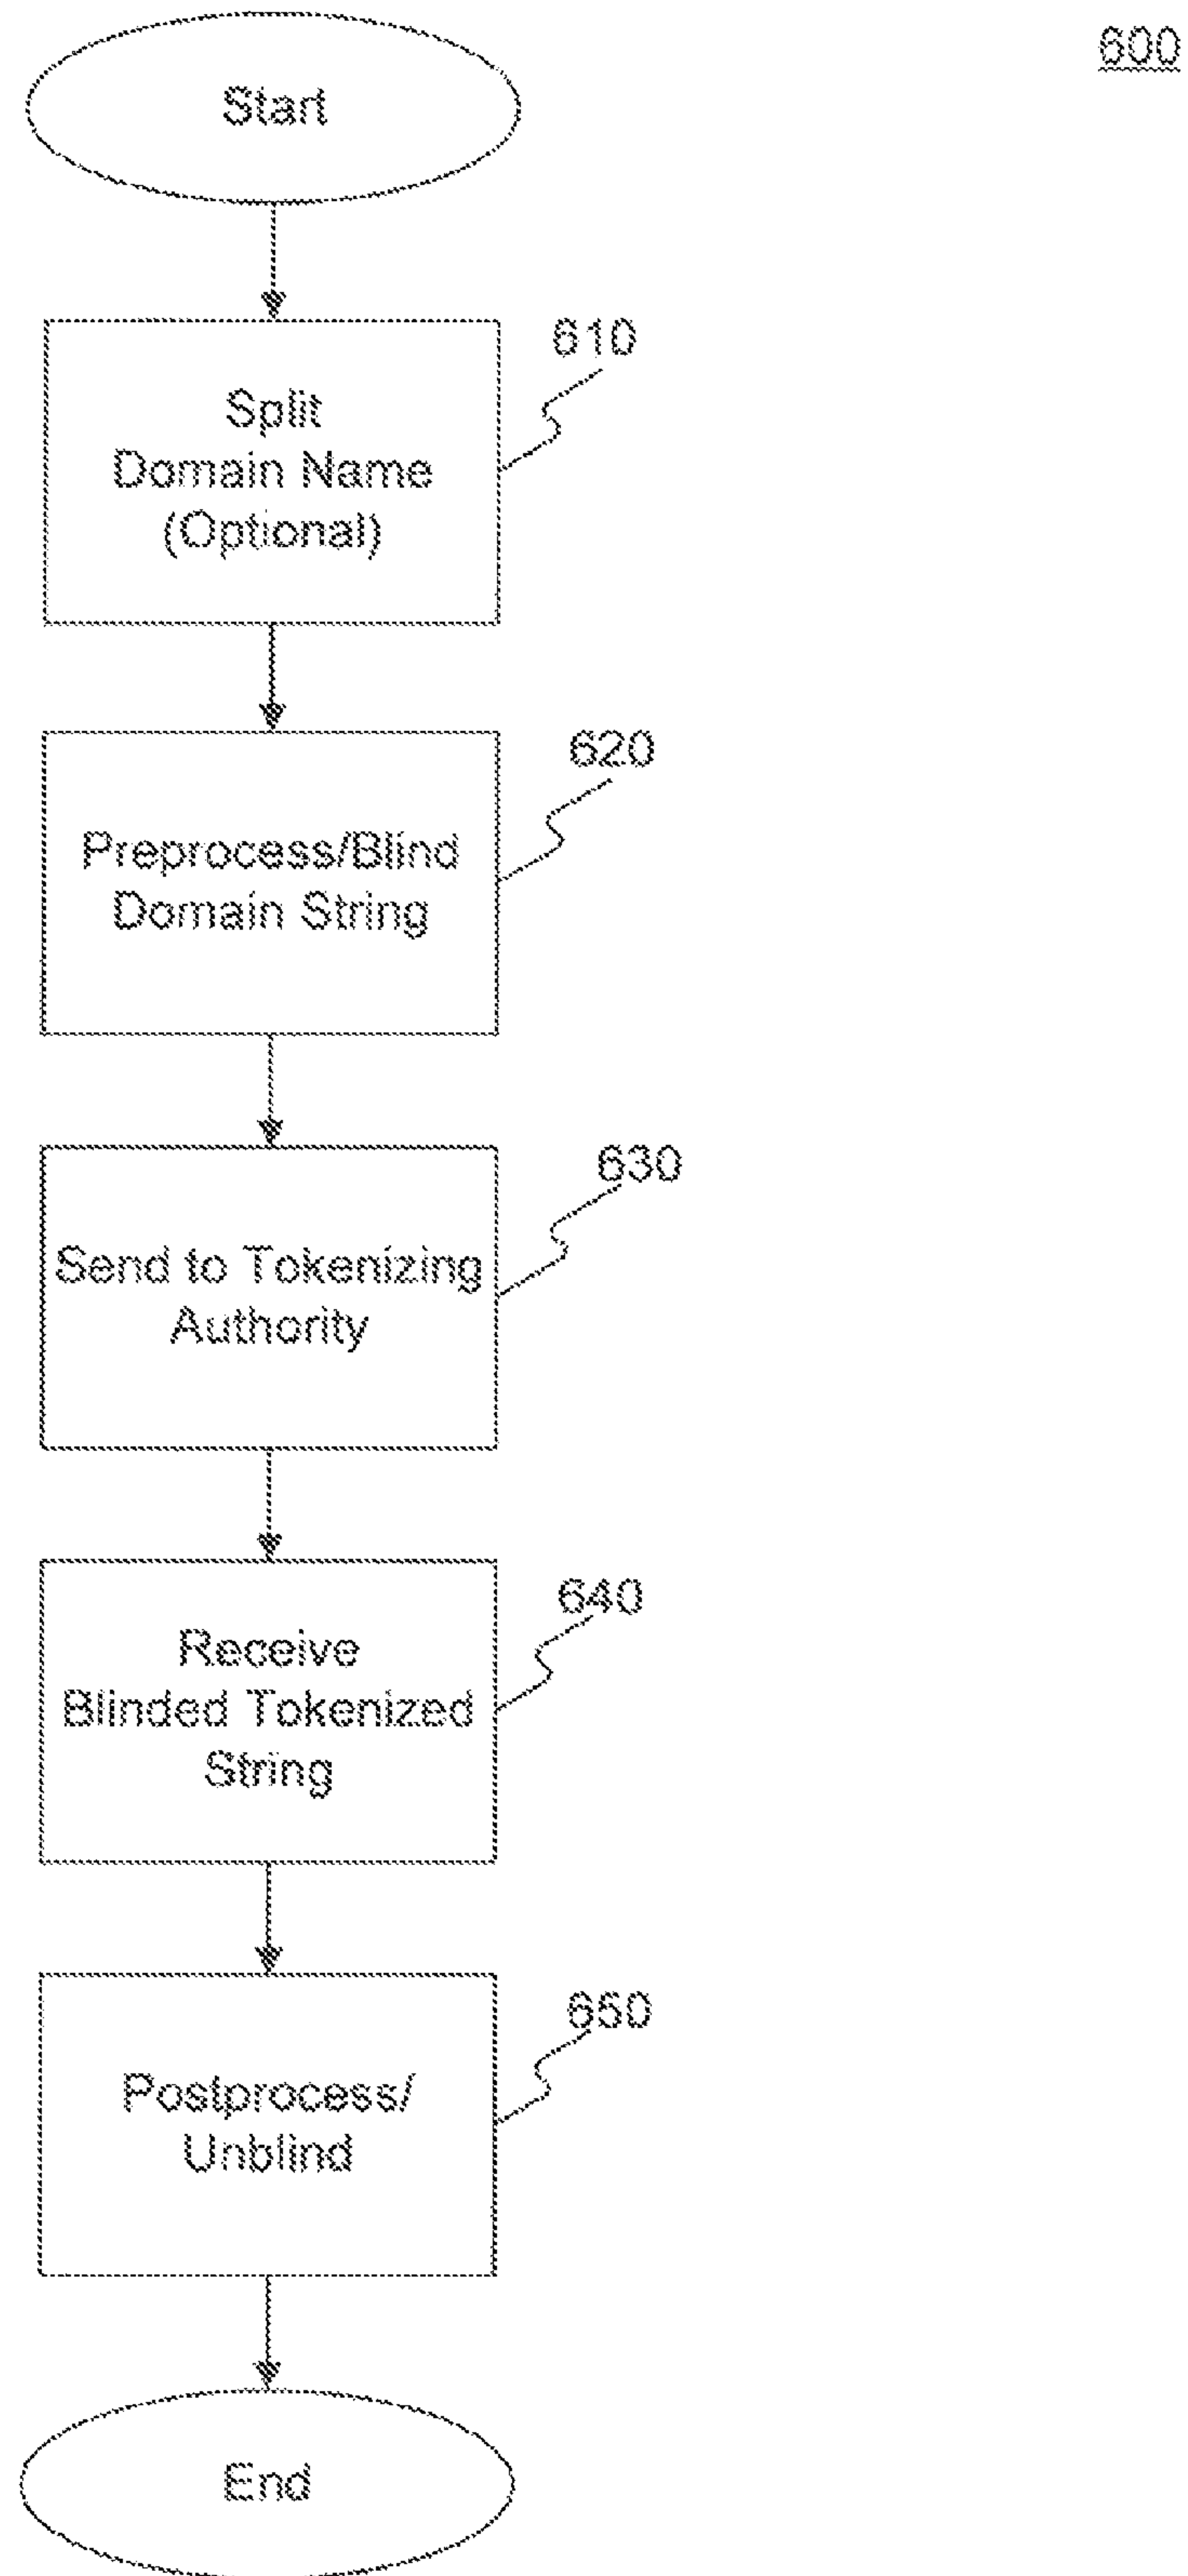 600
Start
610
Split
Domain Name
(Optional)
620
Preprocess/Blind
Domain String
630
Send to Tokenizing
Authority
640
Receive
Blinded Tokenized
String
650
Postprocess/
Unblind
End